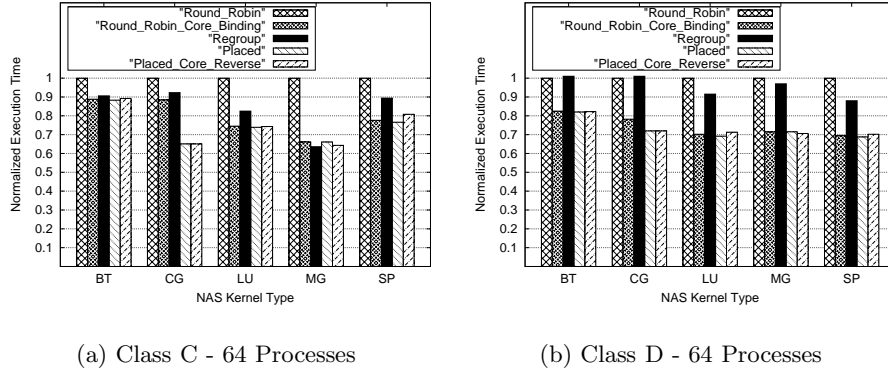 "Round_Robin"
"Round_Robin_Core_Binding"
"Regroup"
"Placed"
"Placed_Core_Reverse"
Normalized Execution Time
1
0.9
0.8
0.7
0.6
0.5
0.4
0.3
0.2
0.1
BT CG LU MG SP
NAS Kernel Type
(a) Class C - 64 Processes
"Round_Robin"
"Round_Robin_Core_Binding"
"Regroup"
"Placed"
"Placed_Core_Reverse"
Normalized Execution Time
1
0.9
0.8
0.7
0.6
0.5
0.4
0.3
0.2
0.1
BT CG LU MG SP
NAS Kernel Type
(b) Class D - 64 Processes